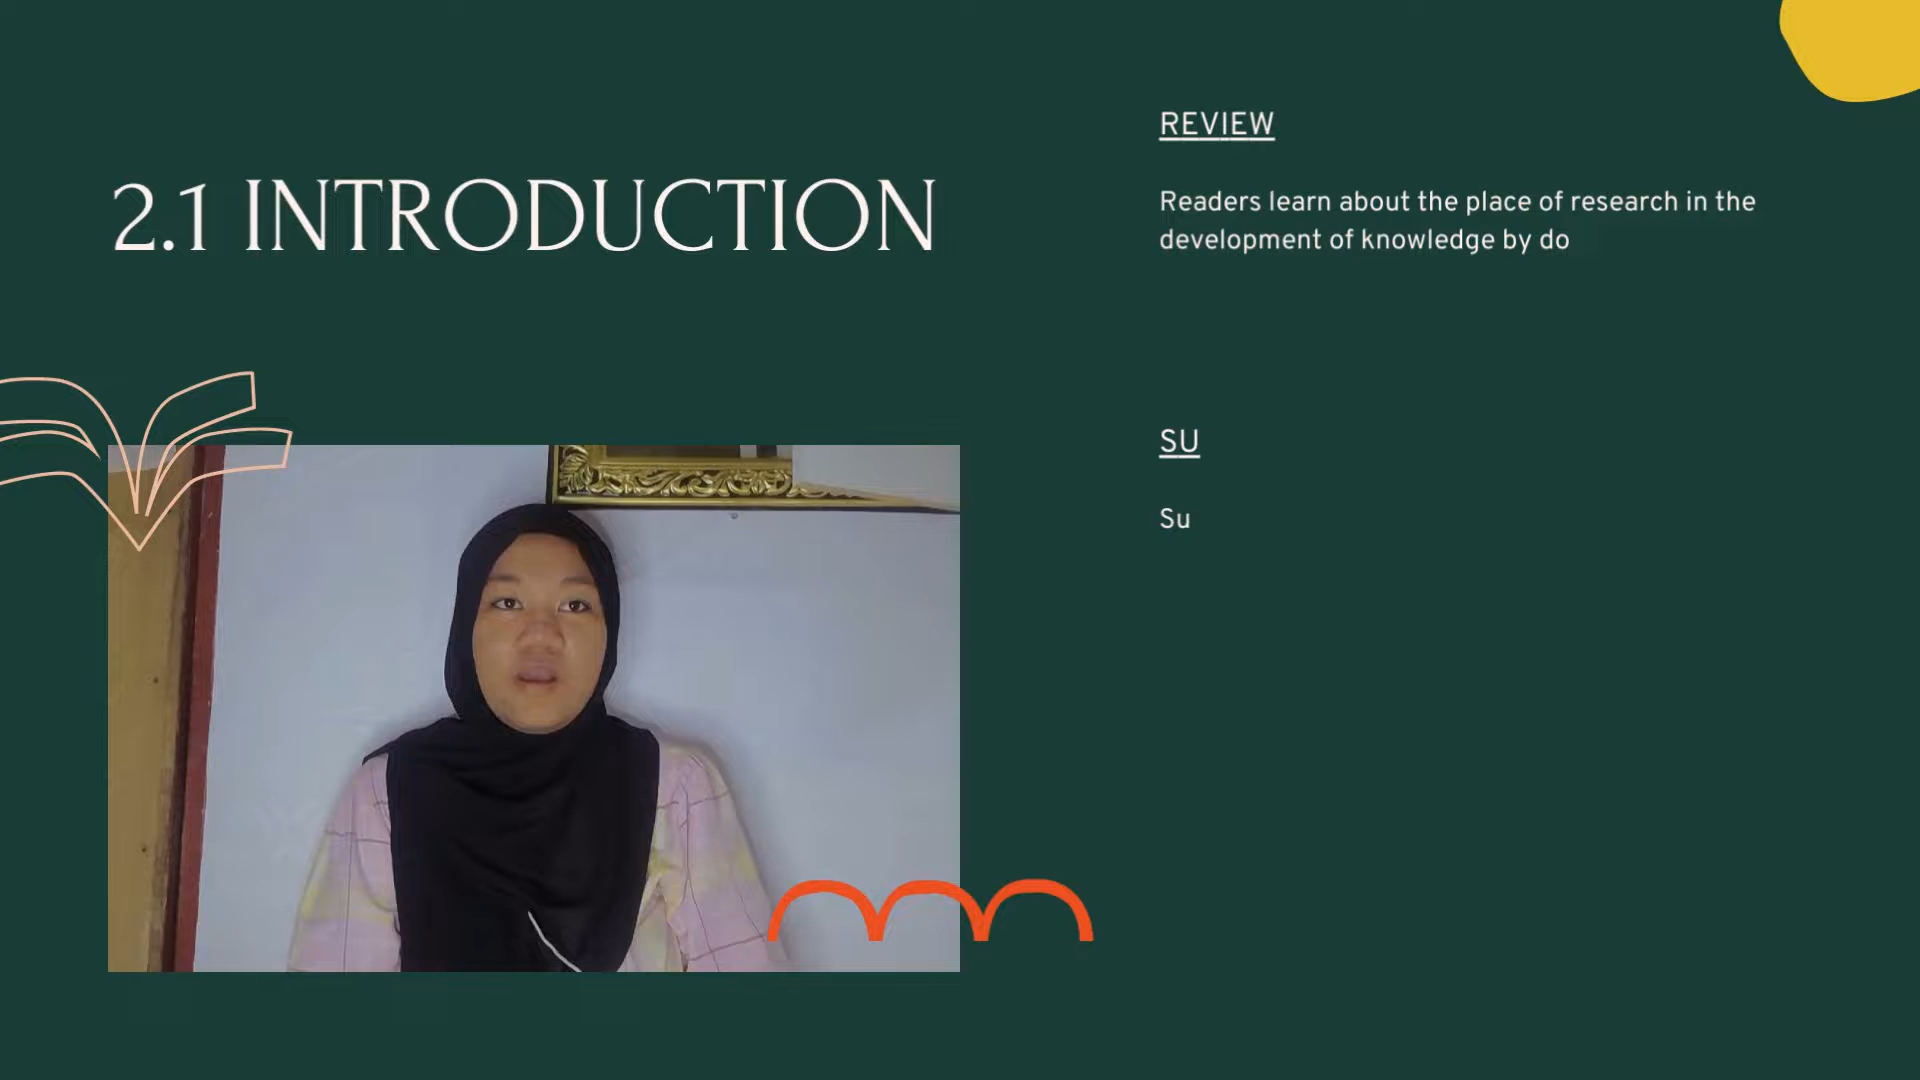 2.1 INTRODUCTION
REVIEW
Readers learn about the place of research in the
development of knowledge by do
SU
Su